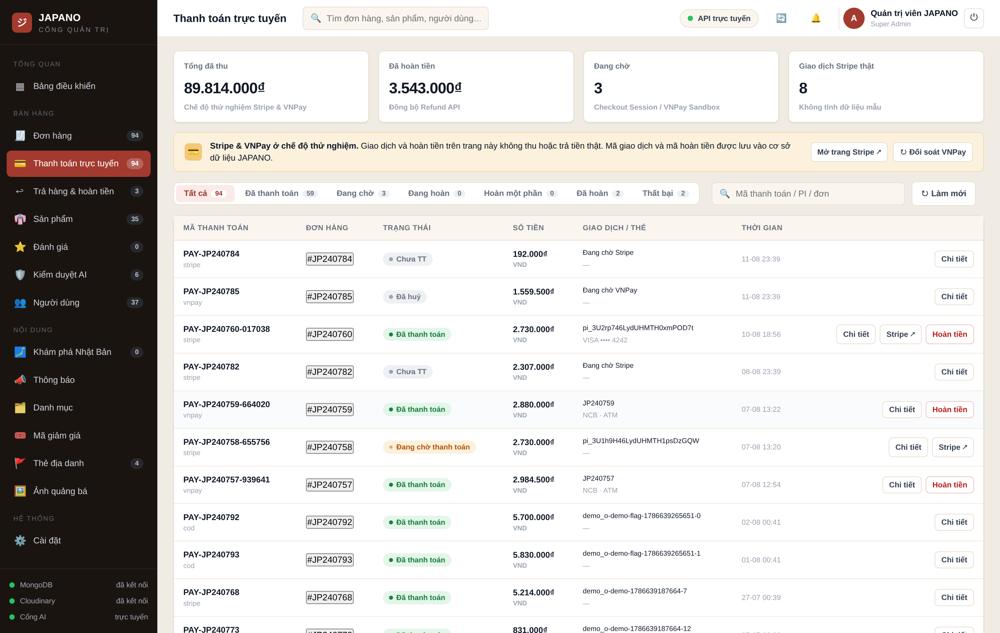 ジ
JAPANO
CỔNG QUẢN TRỊ
TỔNG QUAN
Bảng điều khiển
BÁN HÀNG
Đơn hàng 94
Thanh toán trực tuyến 94
Trả hàng & hoàn tiền 3
Sản phẩm 35
Đánh giá 0
Kiểm duyệt AI 6
Người dùng 37
NỘI DUNG
Khám phá Nhật Bản 0
Thông báo
Danh mục
Mã giảm giá
Thẻ địa danh 4
Ảnh quảng bá
HỆ THỐNG
Cài đặt
MongoDB đã kết nối
Cloudinary đã kết nối
Cổng AI trực tuyến
Thanh toán trực tuyến
Tìm đơn hàng, sản phẩm, người dùng…
API trực tuyến
A
Quản trị viên JAPANO
Super Admin
Tổng đã thu
89.814.000₫
Chế độ thử nghiệm Stripe & VNPay
Đã hoàn tiền
3.543.000₫
Đồng bộ Refund API
Đang chờ
3
Checkout Session / VNPay Sandbox
Giao dịch Stripe thật
8
Không tính dữ liệu mẫu
Stripe & VNPay ở chế độ thử nghiệm. Giao dịch và hoàn tiền trên trang này không thu hoặc trả tiền thật. Mã giao dịch và mã hoàn tiền được lưu vào cơ sở
dữ liệu JAPANO.
Mở trang Stripe ↗
↻ Đối soát VNPay
Tất cả 94
Đã thanh toán 59
Đang chờ 3
Đang hoàn 0
Hoàn một phần 0
Đã hoàn 2
Thất bại 2
Mã thanh toán / PI / đơn
↻ Làm mới
MÃ THANH TOÁN ĐƠN HÀNG TRẠNG THÁI SỐ TIỀN GIAO DỊCH / THẺ THỜI GIAN
PAY-JP240784 #JP240784 Chưa TT 192.000₫ Đang chờ Stripe 11-08 23:39 Chi tiết
stripe VND —
PAY-JP240785 #JP240785 Đã huỷ 1.559.500₫ Đang chờ VNPay 11-08 23:39 Chi tiết
vnpay VND —
PAY-JP240760-017038 #JP240760 Đã thanh toán 2.730.000₫ pi_3U2rp746LydUHMTH0xmPOD7t 10-08 18:56 Chi tiết Stripe ↗ Hoàn tiền
stripe VND VISA •••• 4242
PAY-JP240782 #JP240782 Chưa TT 2.307.000₫ Đang chờ Stripe 08-08 23:39 Chi tiết
stripe VND —
PAY-JP240759-664020 #JP240759 Đã thanh toán 2.880.000₫ JP240759 07-08 13:22 Chi tiết Hoàn tiền
vnpay VND NCB · ATM
PAY-JP240758-655756 #JP240758 Đang chờ thanh toán 2.730.000₫ pi_3U1h9H46LydUHMTH1psDzGQW 07-08 13:20 Chi tiết Stripe ↗
stripe VND —
PAY-JP240757-939641 #JP240757 Đã thanh toán 2.984.500₫ JP240757 07-08 12:54 Chi tiết Hoàn tiền
vnpay VND NCB · ATM
PAY-JP240792 #JP240792 Đã thanh toán 5.700.000₫ demo_o-demo-flag-1786639265651-0 02-08 00:41 Chi tiết
cod VND —
PAY-JP240793 #JP240793 Đã thanh toán 5.830.000₫ demo_o-demo-flag-1786639265651-1 01-08 00:41 Chi tiết
cod VND —
PAY-JP240768 #JP240768 Đã thanh toán 5.214.000₫ demo_o-demo-1786639187664-7 27-07 00:39 Chi tiết
stripe VND —
PAY-JP240773 831.000₫ demo_o-demo-1786639187664-12